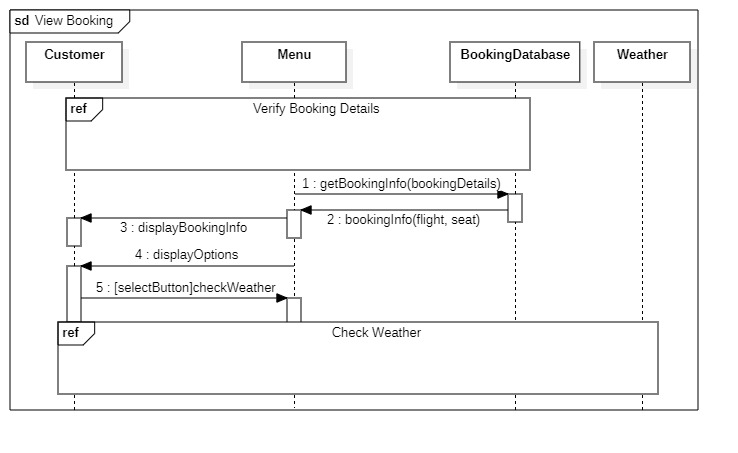 sd View Booking
Customer
Menu
BookingDatabase
Weather
ref
Verify Booking Details
1 : getBookingInfo(bookingDetails)
2 : bookingInfo(flight, seat)
3 : displayBookingInfo
4 : displayOptions
5 : [selectButton]checkWeather
ref
Check Weather